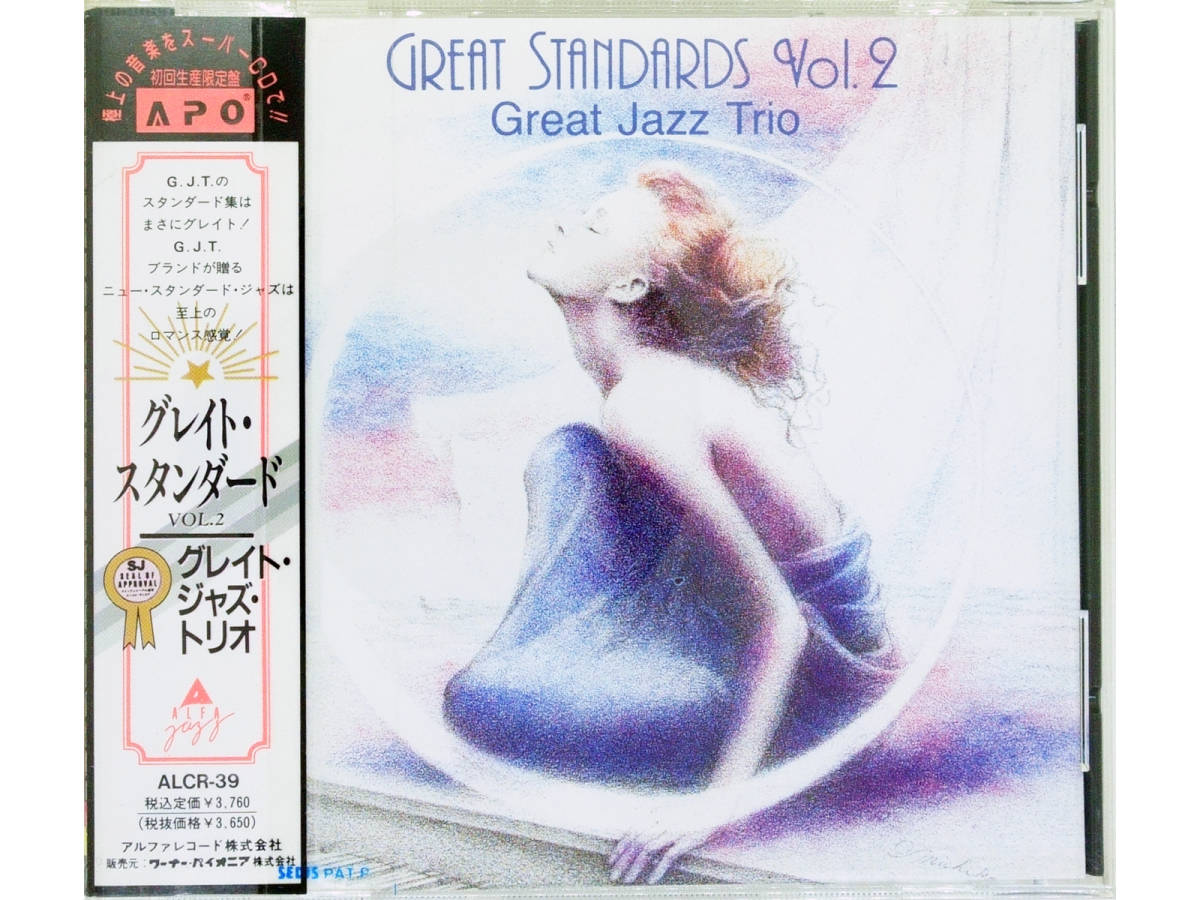 極上の音楽をスーパーCDで!!
初回生産限定盤
APO®
G.J.T.の
スタンダード集は
まさにグレイト!
G.J.T.
ブランドが贈る
ニュー・スタンダード・ジャズは
至上の
ロマンス感覚!
グレイト・
スタンダード
VOL.2
グレイト・
ジャズ・
トリオ
SJ
SEAL OF
APPROVAL
ALFA
jazz
ALCR-39
税込定価¥3,760
(税抜価格¥3,650)
アルファレコード株式会社
販売元:ワーナー・パイオニア株式会社
GREAT STANDARDS Vol.2
Great Jazz Trio
SEDIS PAT.P